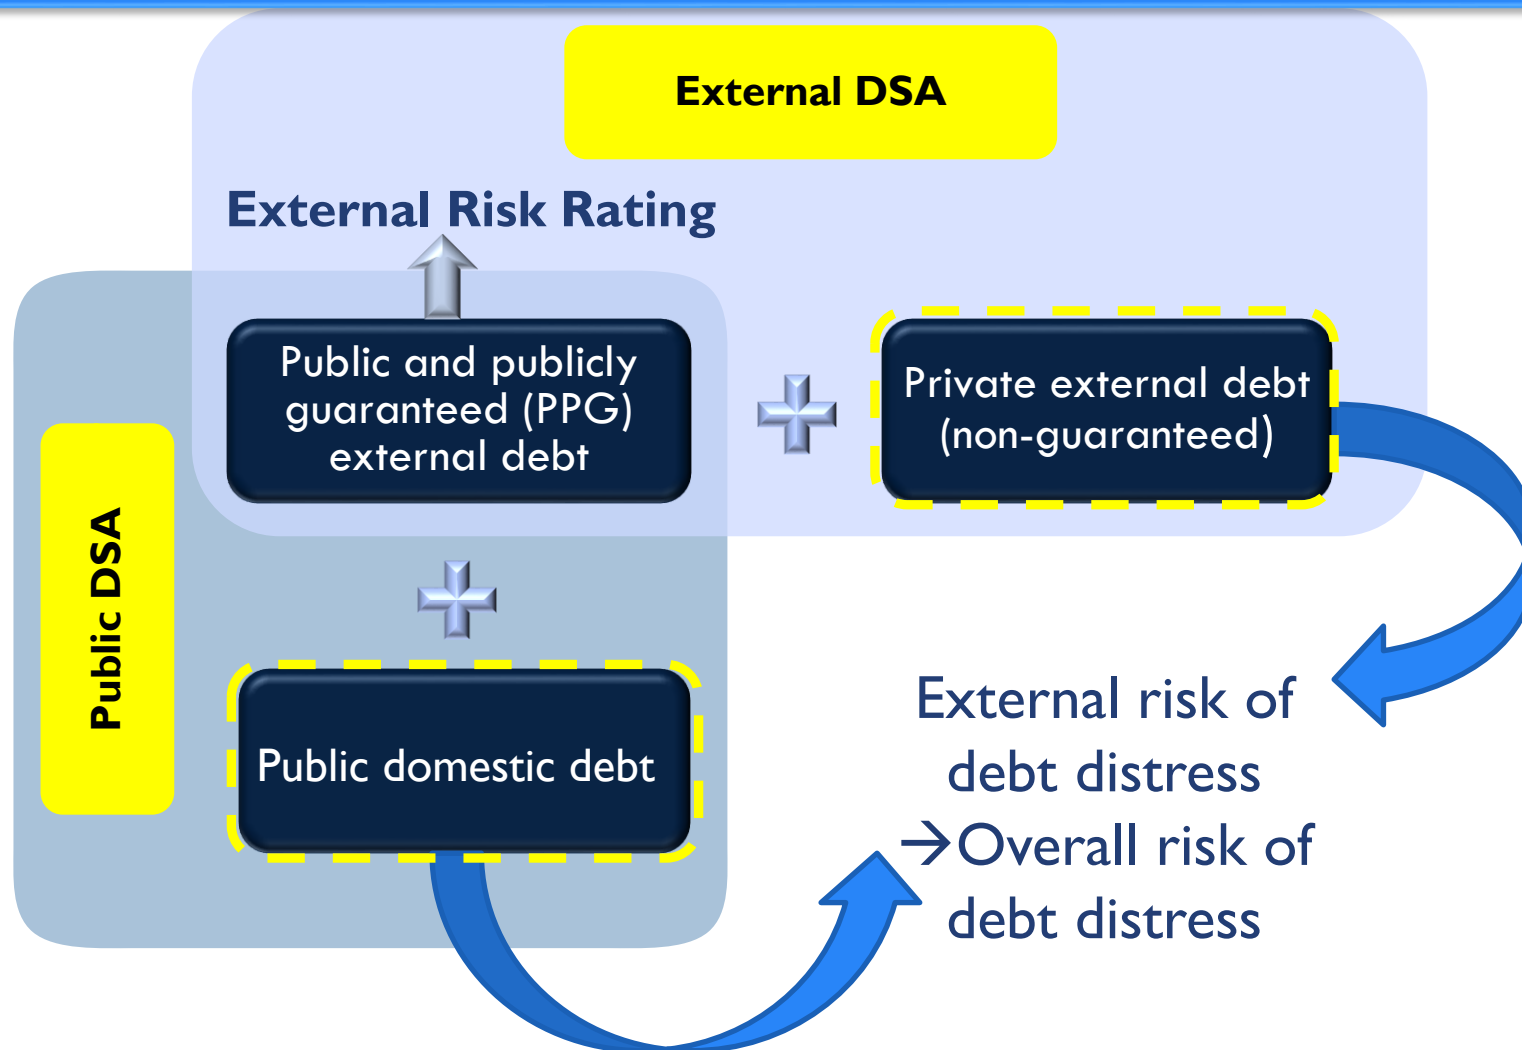 External DSA
External Risk Rating
Public and publicly
guaranteed (PPG)
external debt
Private external debt
(non-guaranteed)
Public DSA
Public domestic debt
External risk of
debt distress
→Overall risk of
debt distress